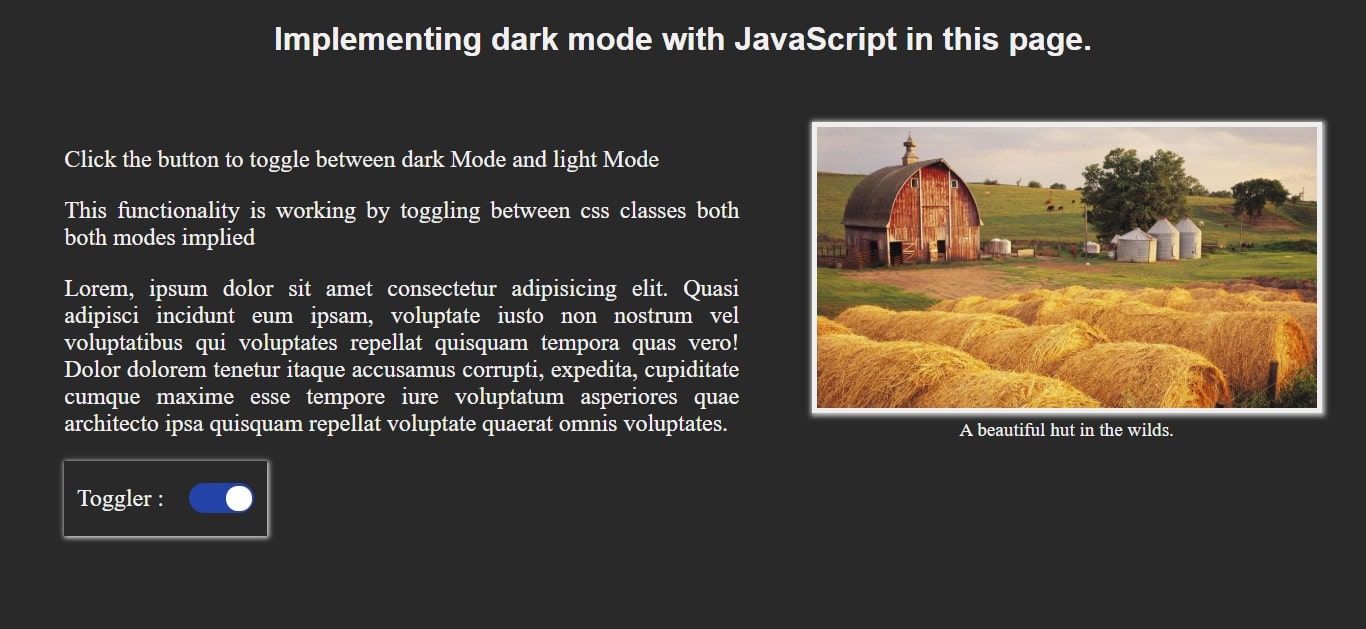 Implementing dark mode with JavaScript in this page.
Click the button to toggle between dark Mode and light Mode
This functionality is working by toggling between css classes both
both modes implied
Lorem, ipsum dolor sit amet consectetur adipisicing elit. Quasi
adipisci incidunt eum ipsam, voluptate iusto non nostrum vel
voluptatibus qui voluptates repellat quisquam tempora quas vero!
Dolor dolorem tenetur itaque accusamus corrupti, expedita, cupiditate
cumque maxime esse tempore iure voluptatum asperiores quae
architecto ipsa quisquam repellat voluptate quaerat omnis voluptates.
Toggler :
A beautiful hut in the wilds.